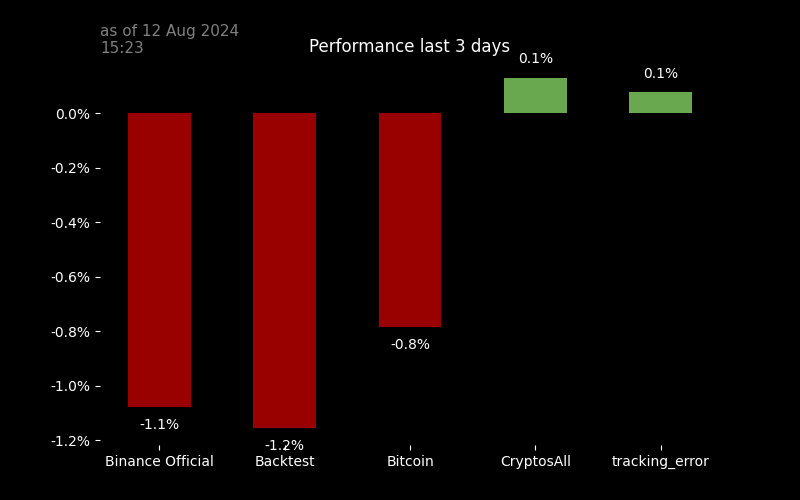 as of 12 Aug 2024
15:23
Performance last 3 days
0.1%
0.1%
0.0%
-0.2%
-0.4%
-0.6%
-0.8%
-0.8%
-1.0%
-1.1%
-1.2%
-1.2%
Binance Official
Backtest
Bitcoin
CryptosAll
tracking_error